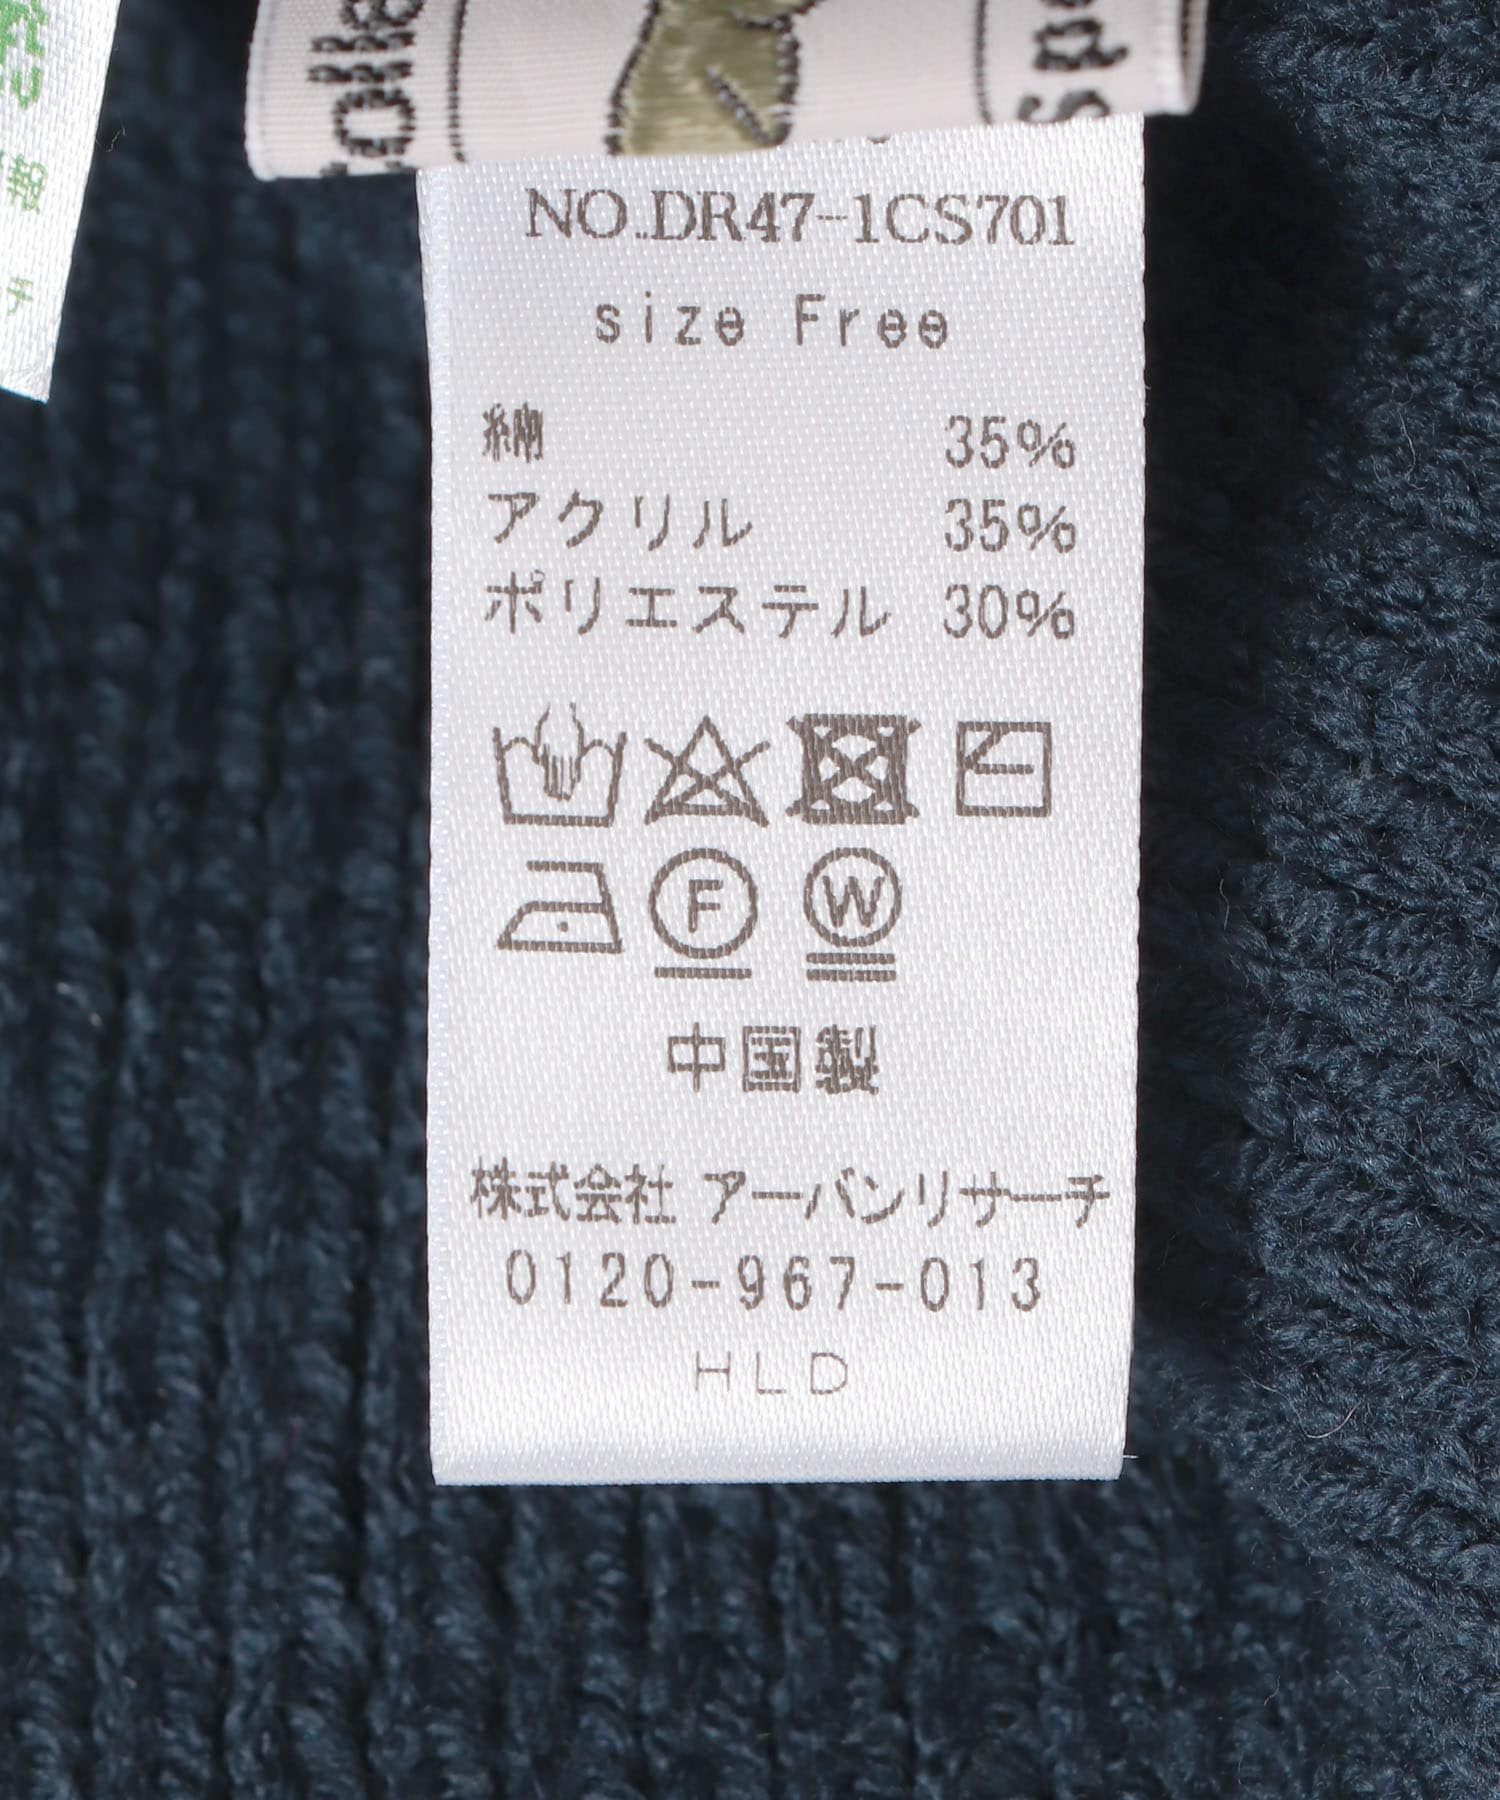 NO.DR47-1CS701
size Free
綿 35%
アクリル 35%
ポリエステル 30%
F W
中国製
株式会社 アーバンリサーチ
0120-967-013
HLD